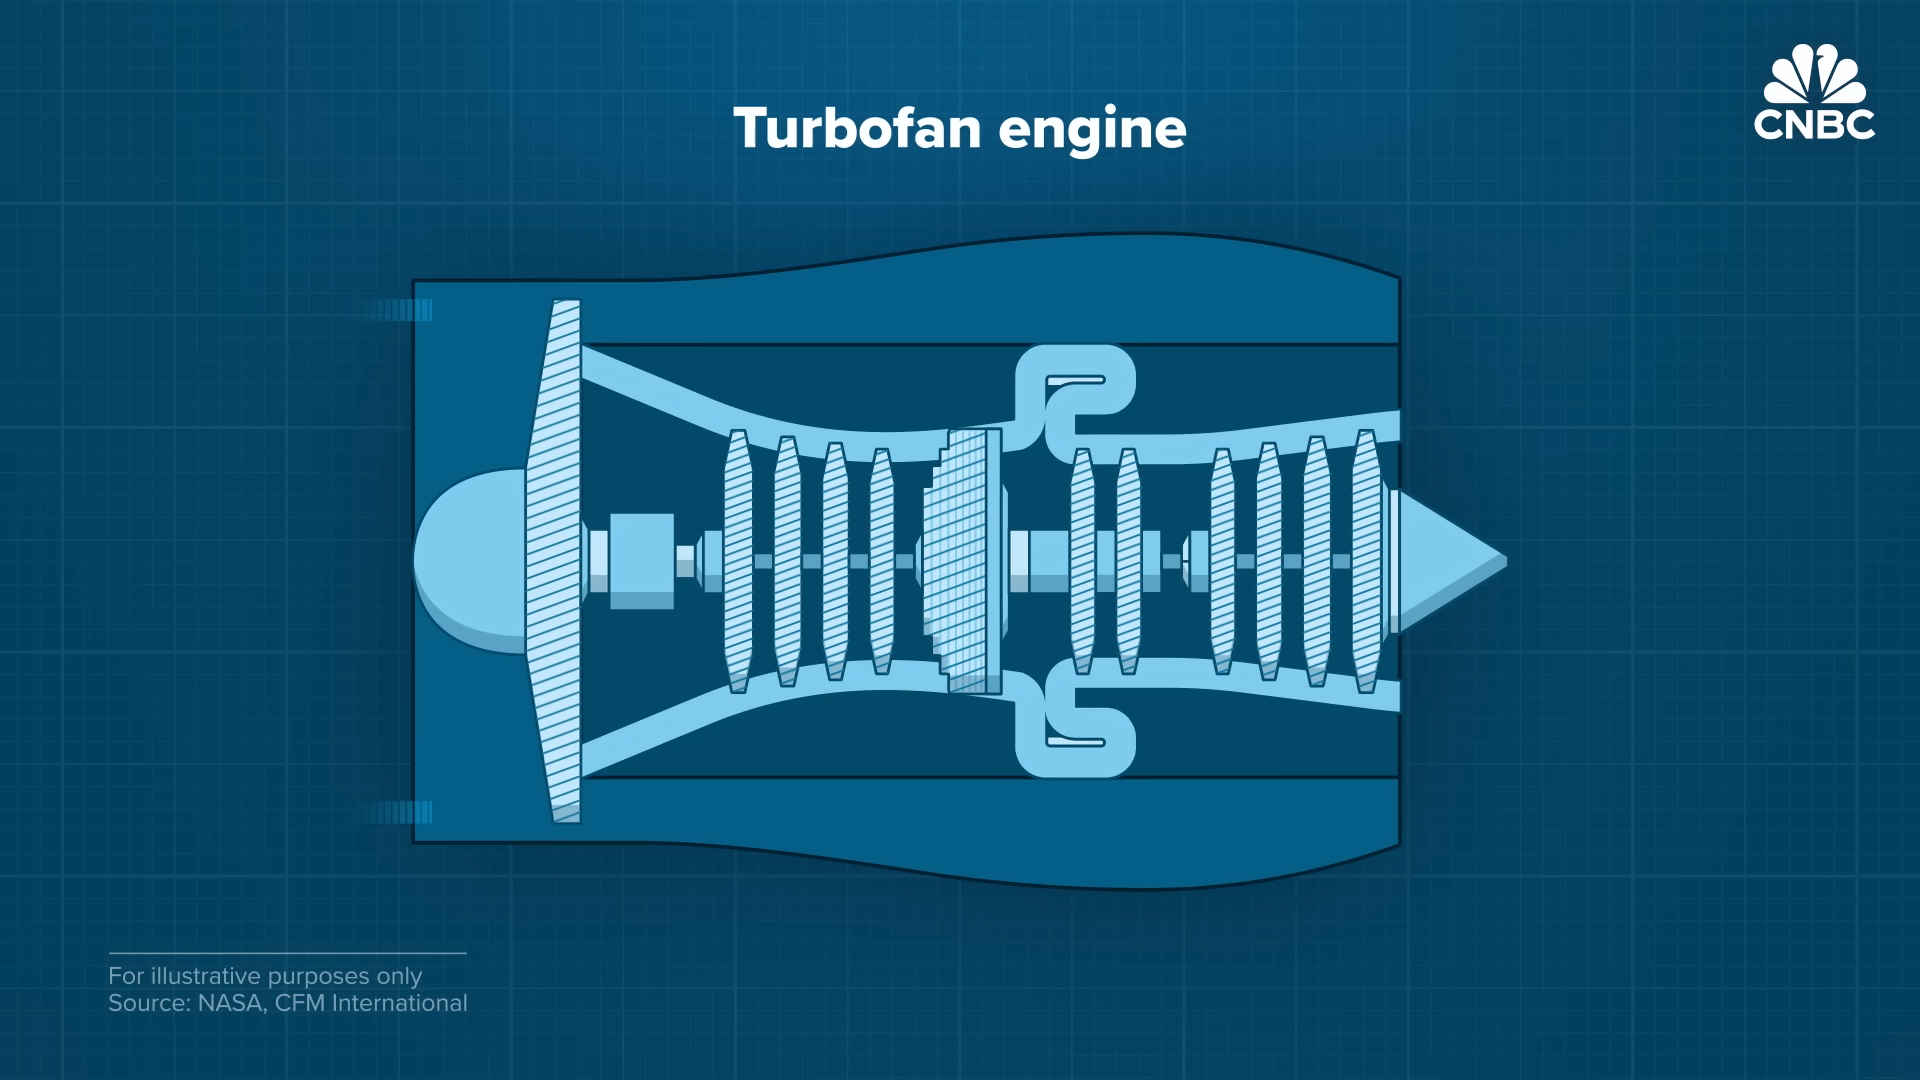 Turbofan engine
CNBC
For illustrative purposes only
Source: NASA, CFM International